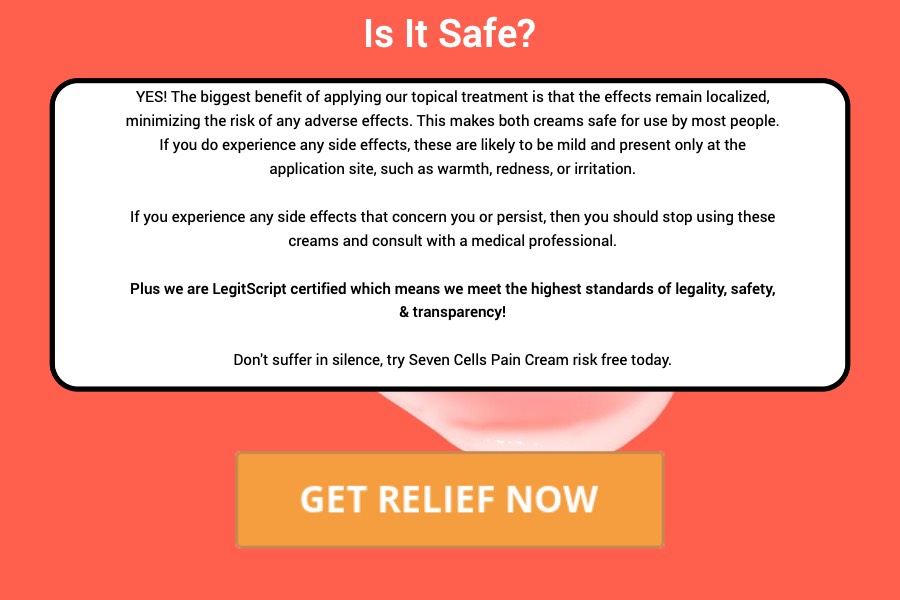 Is It Safe?
YES! The biggest benefit of applying our topical treatment is that the effects remain localized,
minimizing the risk of any adverse effects. This makes both creams safe for use by most people.
If you do experience any side effects, these are likely to be mild and present only at the
application site, such as warmth, redness, or irritation.
If you experience any side effects that concern you or persist, then you should stop using these
creams and consult with a medical professional.
Plus we are LegitScript certified which means we meet the highest standards of legality, safety,
& transparency!
Don't suffer in silence, try Seven Cells Pain Cream risk free today.
GET RELIEF NOW